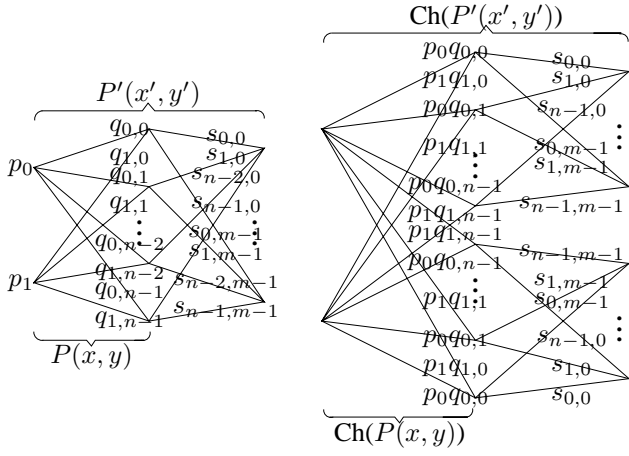 P′(x′, y′)
q_{0,0}
s_{0,0}
p_0
q_{1,0}
s_{1,0}
q_{0,1}
s_{n−2,0}
q_{1,1}
s_{n−1,0}
s_{0,m−1}
q_{0,n−2}
s_{1,m−1}
p_1
q_{1,n−2}
s_{n−2,m−1}
q_{0,n−1}
q_{1,n−1}
s_{n−1,m−1}
P(x, y)
Ch(P′(x′, y′))
p_0q_{0,0}
s_{0,0}
p_1q_{1,0}
s_{1,0}
p_0q_{0,1}
s_{n−1,0}
p_1q_{1,1}
s_{0,m−1}
s_{1,m−1}
p_0q_{0,n−1}
s_{n−1,m−1}
p_1q_{1,n−1}
p_1q_{1,n−1}
s_{n−1,m−1}
p_0q_{0,n−1}
s_{1,m−1}
p_1q_{1,1}
s_{0,m−1}
p_0q_{0,1}
s_{n−1,0}
p_1q_{1,0}
s_{1,0}
p_0q_{0,0}
s_{0,0}
Ch(P(x, y))